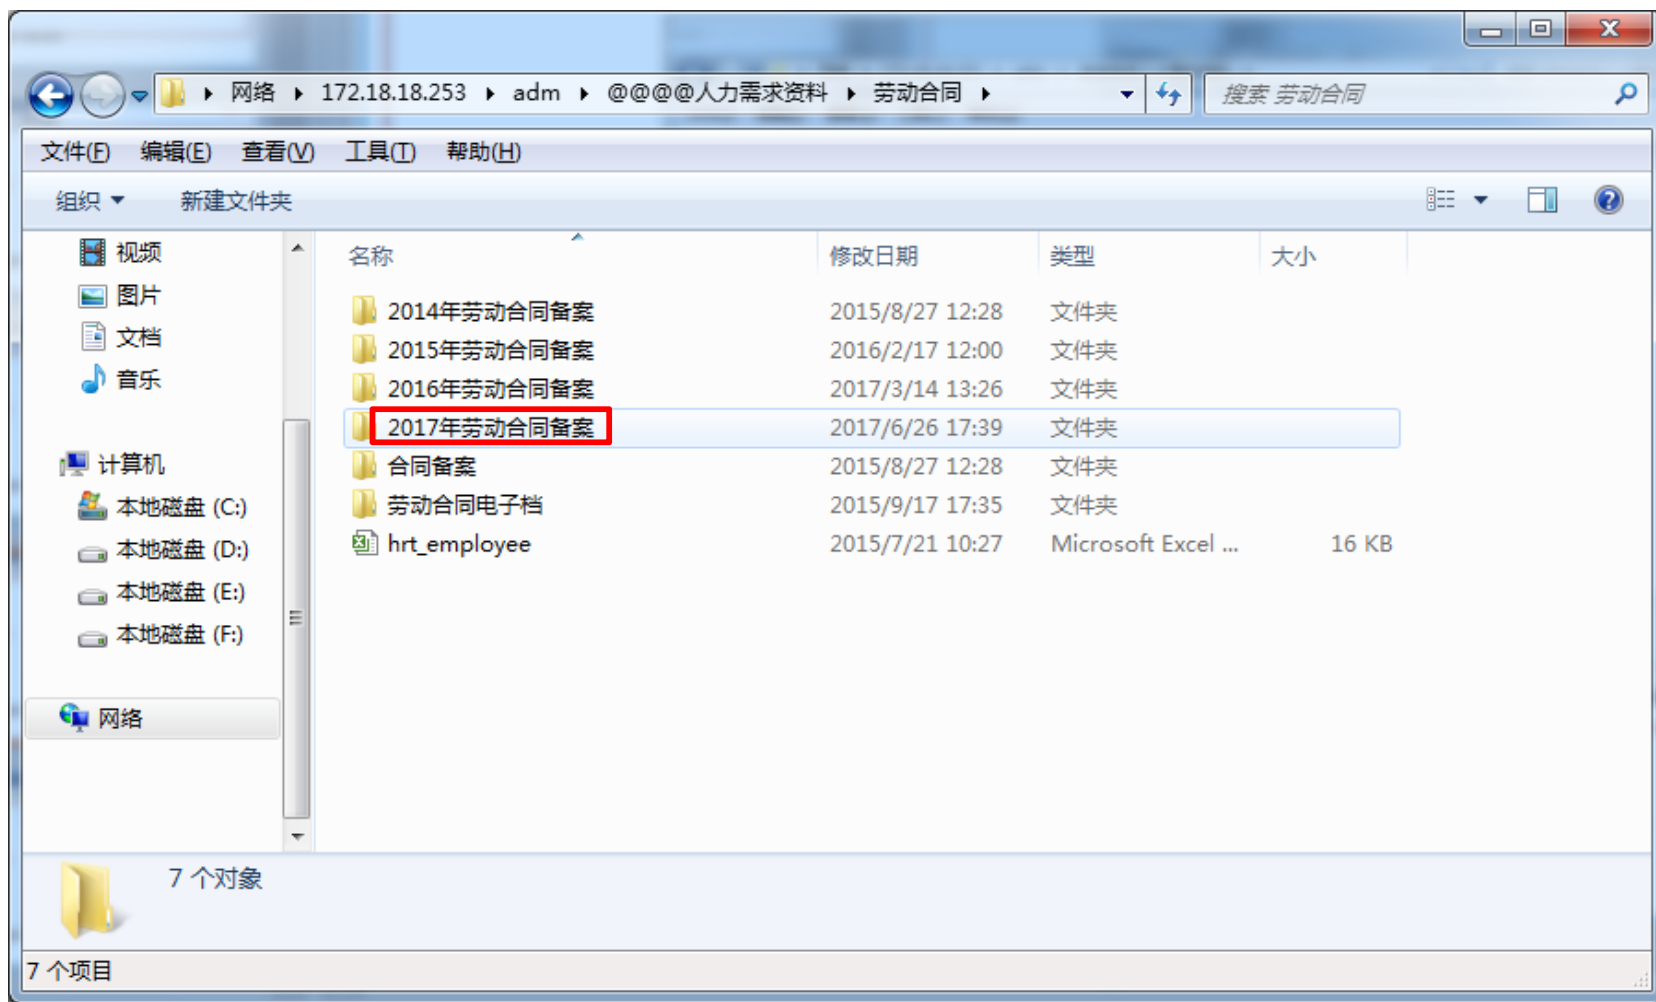 网络 172.18.18.253 adm @@@@人力需求资料 劳动合同
搜索 劳动合同
文件(F) 编辑(E) 查看(V) 工具(T) 帮助(H)
组织 新建文件夹
视频
图片
文档
音乐
计算机
本地磁盘 (C:)
本地磁盘 (D:)
本地磁盘 (E:)
本地磁盘 (F:)
网络
名称 修改日期 类型 大小
2014年劳动合同备案 2015/8/27 12:28 文件夹
2015年劳动合同备案 2016/2/17 12:00 文件夹
2016年劳动合同备案 2017/3/14 13:26 文件夹
2017年劳动合同备案 2017/6/26 17:39 文件夹
合同备案 2015/8/27 12:28 文件夹
劳动合同电子档 2015/9/17 17:35 文件夹
hrt_employee 2015/7/21 10:27 Microsoft Excel ... 16 KB
7 个对象
7 个项目